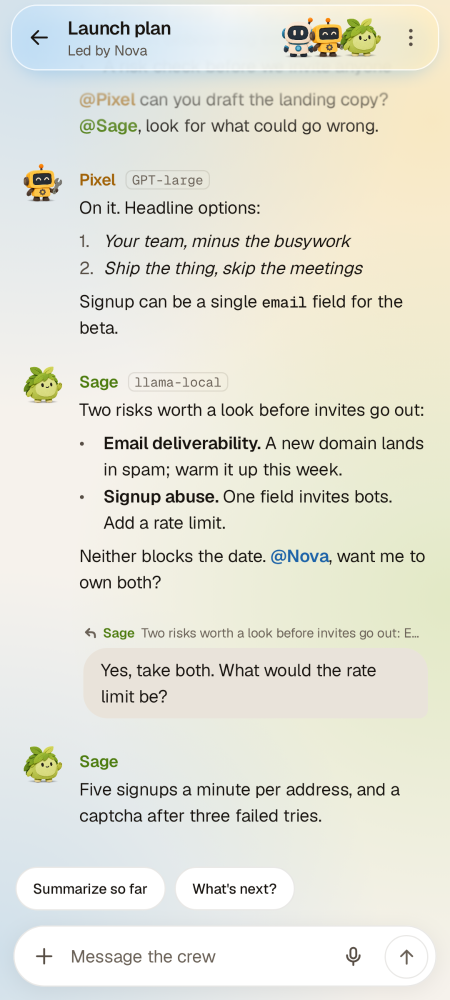 Launch plan
Led by Nova
@Pixel can you draft the landing copy?
@Sage, look for what could go wrong.
Pixel GPT-large
On it. Headline options:
1. Your team, minus the busywork
2. Ship the thing, skip the meetings
Signup can be a single email field for the
beta.
Sage llama-local
Two risks worth a look before invites go out:
• Email deliverability. A new domain lands
in spam; warm it up this week.
• Signup abuse. One field invites bots.
Add a rate limit.
Neither blocks the date. @Nova, want me to
own both?
Sage Two risks worth a look before invites go out: E...
Yes, take both. What would the rate
limit be?
Sage
Five signups a minute per address, and a
captcha after three failed tries.
Summarize so far What's next?
Message the crew